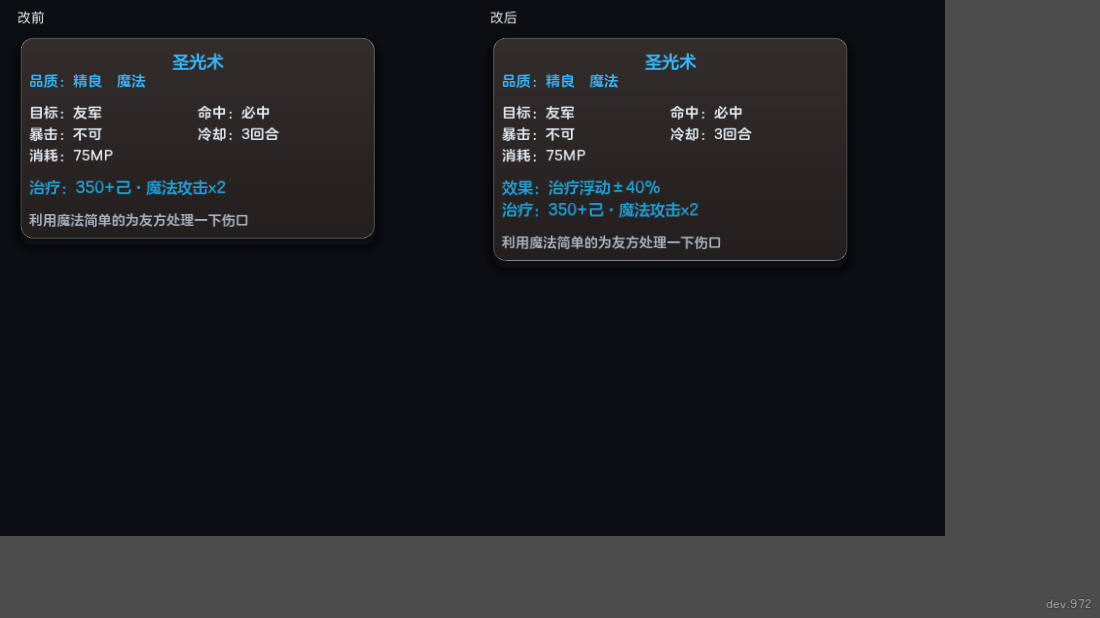 改前
圣光术
品质：精良 魔法
目标：友军 命中：必中
暴击：不可 冷却：3回合
消耗：75MP
治疗：350+己·魔法攻击x2
利用魔法简单的为友方处理一下伤口
改后
圣光术
品质：精良 魔法
目标：友军 命中：必中
暴击：不可 冷却：3回合
消耗：75MP
效果：治疗浮动±40%
治疗：350+己·魔法攻击x2
利用魔法简单的为友方处理一下伤口
dev.972